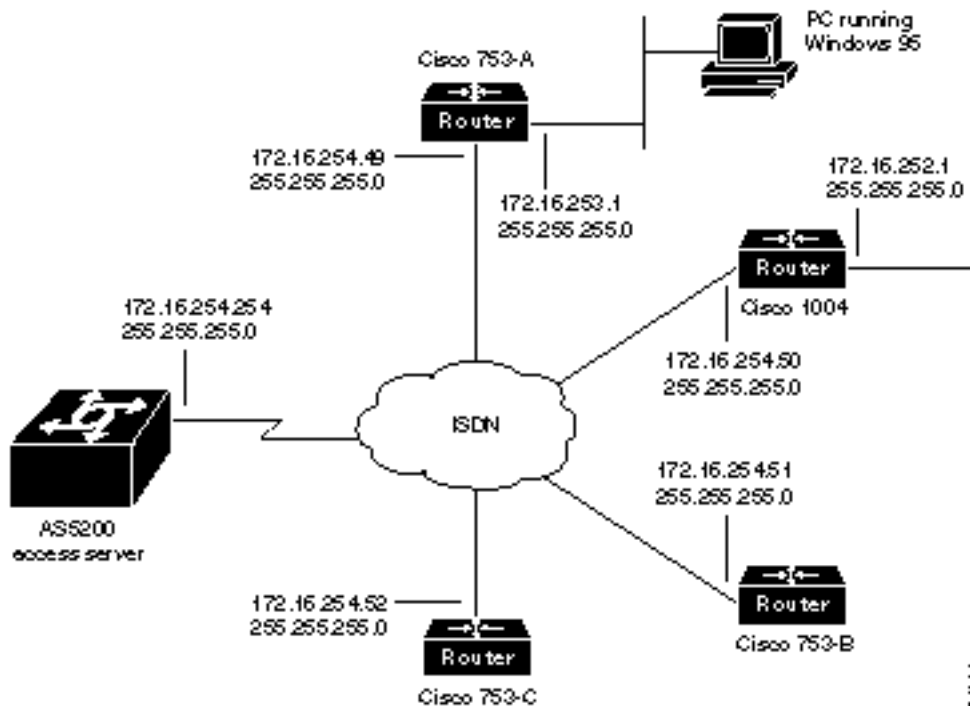 PC running
Windows 95
Cisco 753-A
Router
172.16.254.49
255.255.255.0
172.16.253.1
255.255.255.0
172.16.252.1
255.255.255.0
Router
Cisco 1004
172.16.254.254
255.255.255.0
172.16.254.50
255.255.255.0
ISDN
172.16.254.51
255.255.255.0
AS5200
access server
172.16.254.52
255.255.255.0
Router
Cisco 753-B
Router
Cisco 753-C